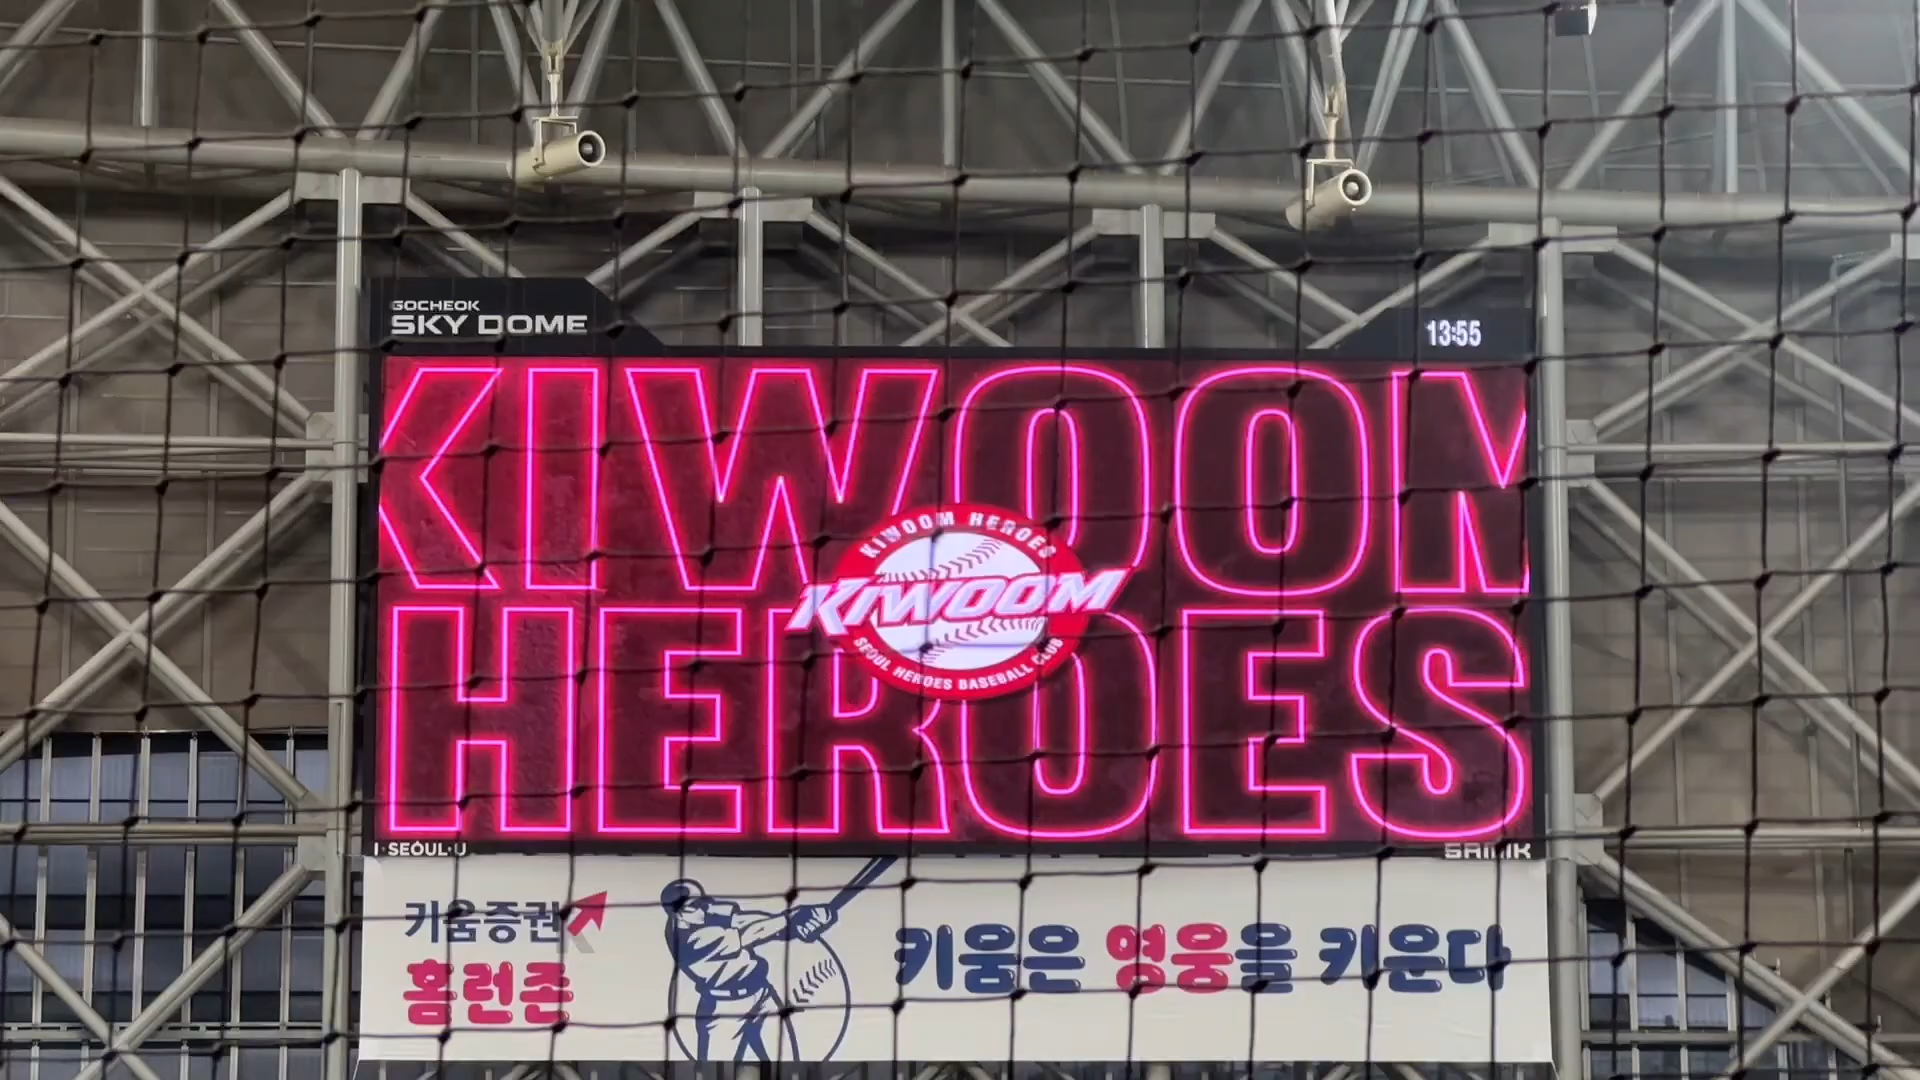 GOCHEOK
SKY DOME
13:55
KIWOOM
HEROES
KIWOOM HEROES
KIWOOM
SEOUL HEROES BASEBALL CLUB
I·SEOUL·U
키움증권
홈런존
키움은 영웅을 키운다